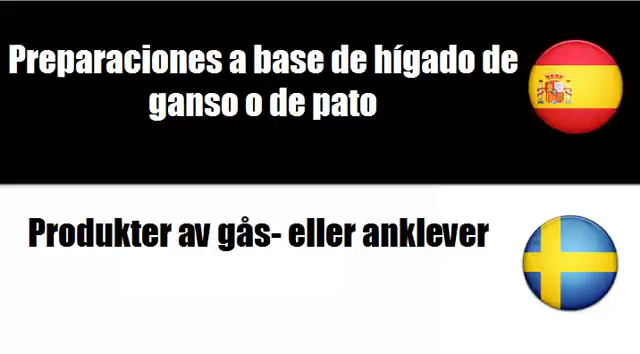 Preparaciones a base de hígado de
ganso o de pato
Produkter av gås- eller anklever